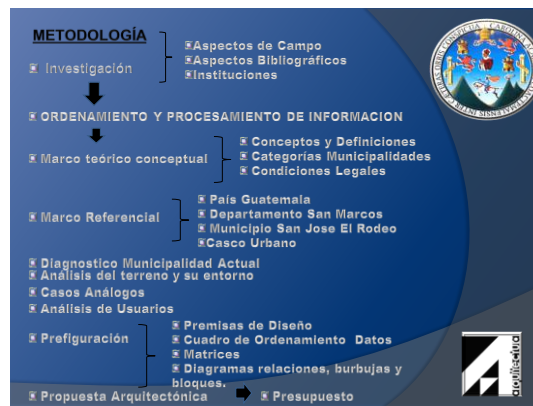 METODOLOGÍA
Investigación
Aspectos de Campo
Aspectos Bibliográficos
Instituciones
ORDENAMIENTO Y PROCESAMIENTO DE INFORMACION
Marco teórico conceptual
Conceptos y Definiciones
Categorías Municipalidades
Condiciones Legales
Marco Referencial
País Guatemala
Departamento San Marcos
Municipio San Jose El Rodeo
Casco Urbano
Diagnostico Municipalidad Actual
Análisis del terreno y su entorno
Casos Análogos
Análisis de Usuarios
Prefiguración
Premisas de Diseño
Cuadro de Ordenamiento Datos
Matrices
Diagramas relaciones, burbujas y
bloques.
Propuesta Arquitectónica
Presupuesto
arquitectura